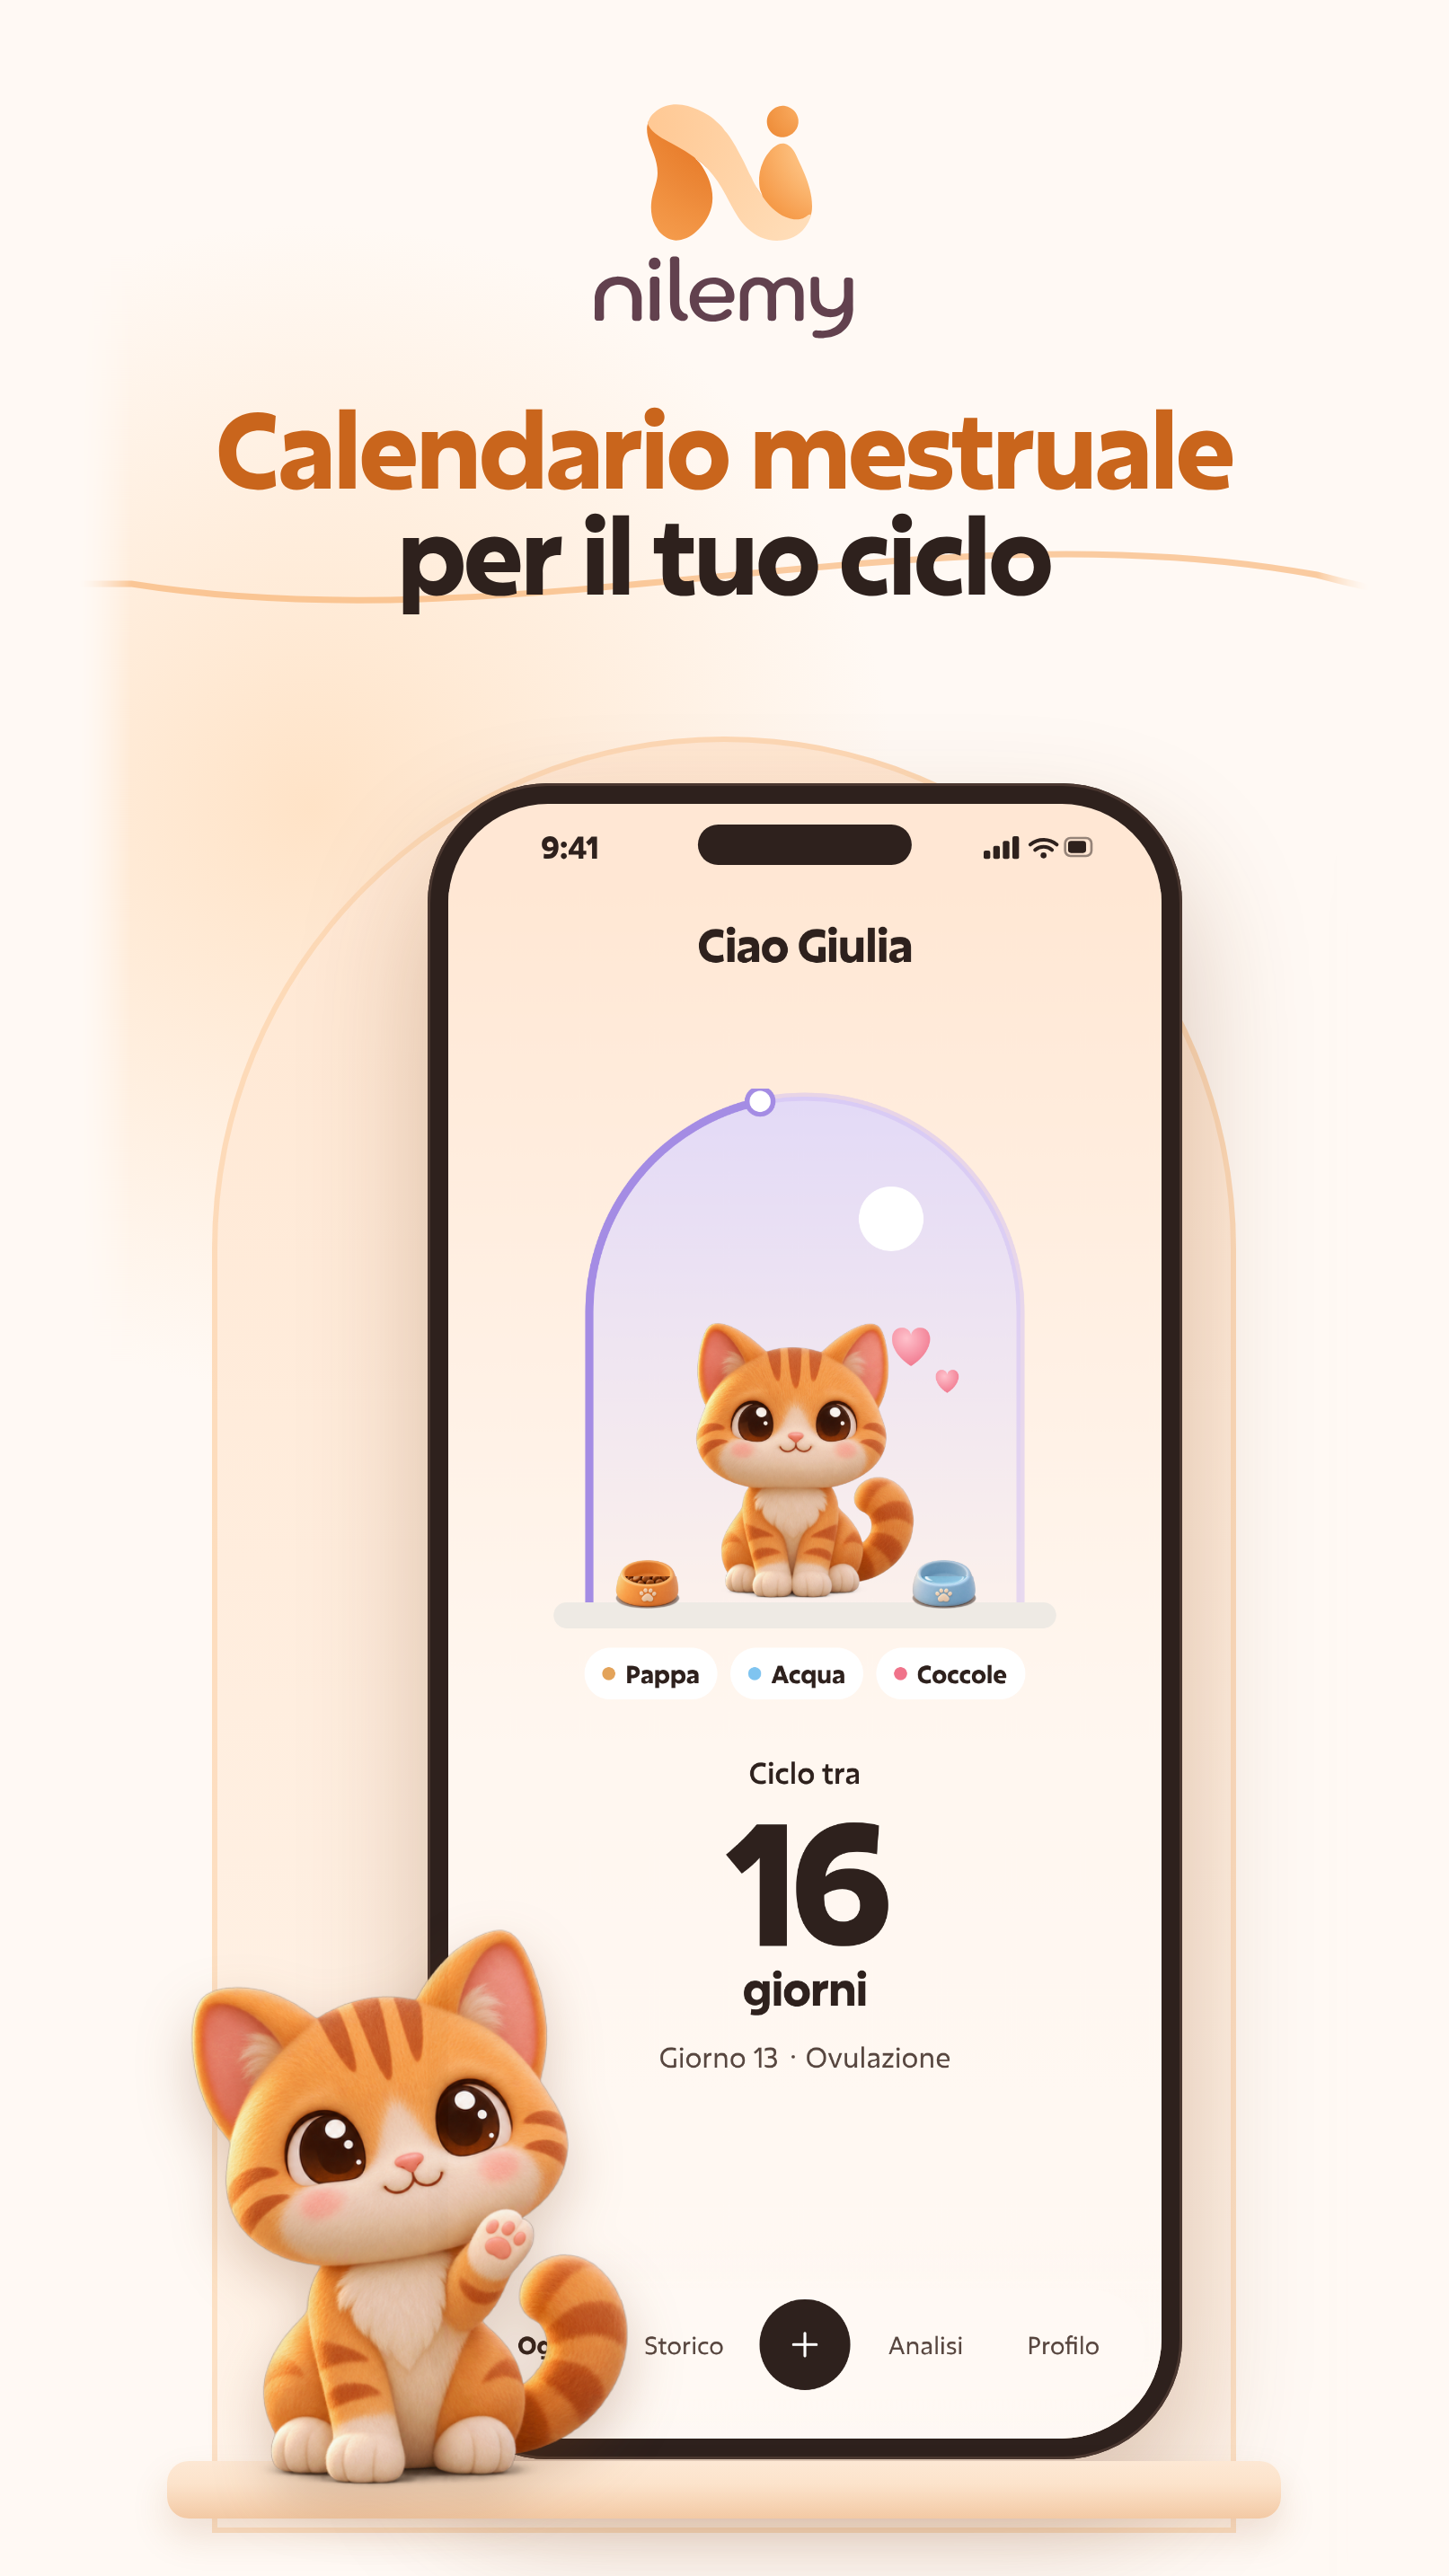 nilemy
Calendario mestruale
per il tuo ciclo
9:41
Ciao Giulia
Pappa
Acqua
Coccole
Ciclo tra
16
giorni
Giorno 13 · Ovulazione
Storico
+
Analisi
Profilo